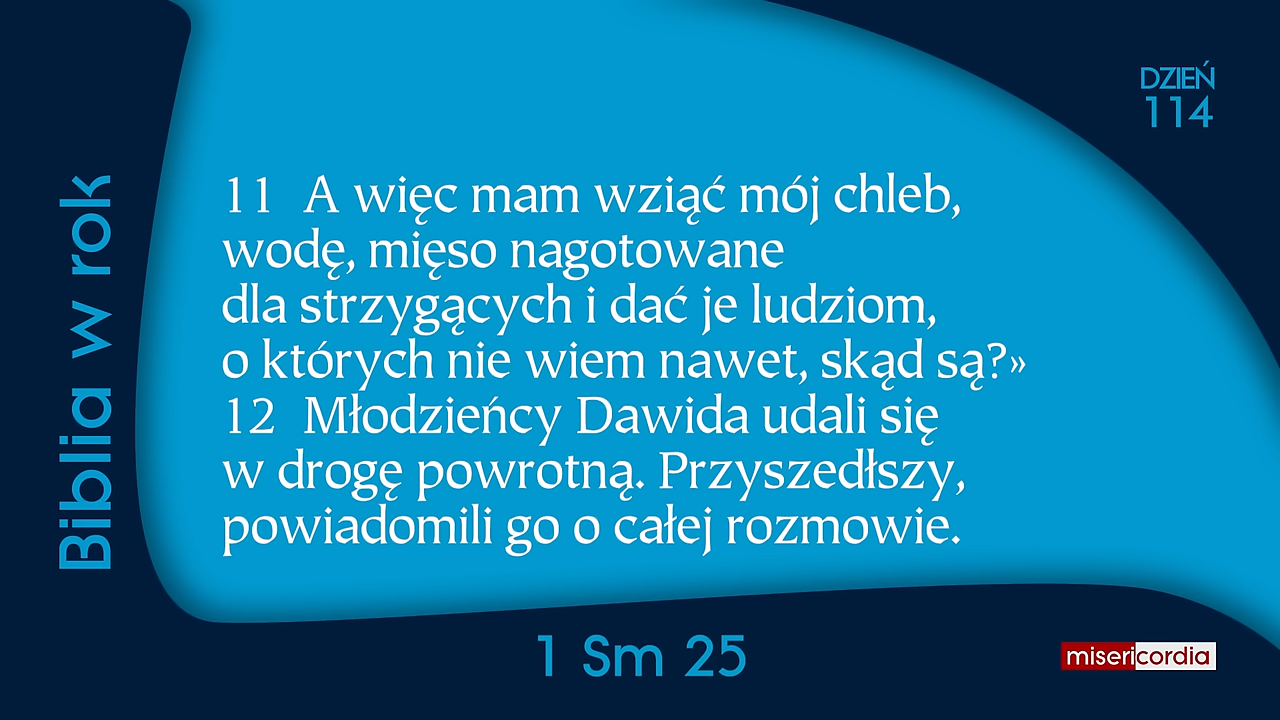 DZIEŃ
114
Biblia w rok
11 A więc mam wziąć mój chleb,
wodę, mięso nagotowane
dla strzygących i dać je ludziom,
o których nie wiem nawet, skąd są?»
12 Młodzieńcy Dawida udali się
w drogę powrotną. Przyszedłszy,
powiadomili go o całej rozmowie.
1 Sm 25
misericordia